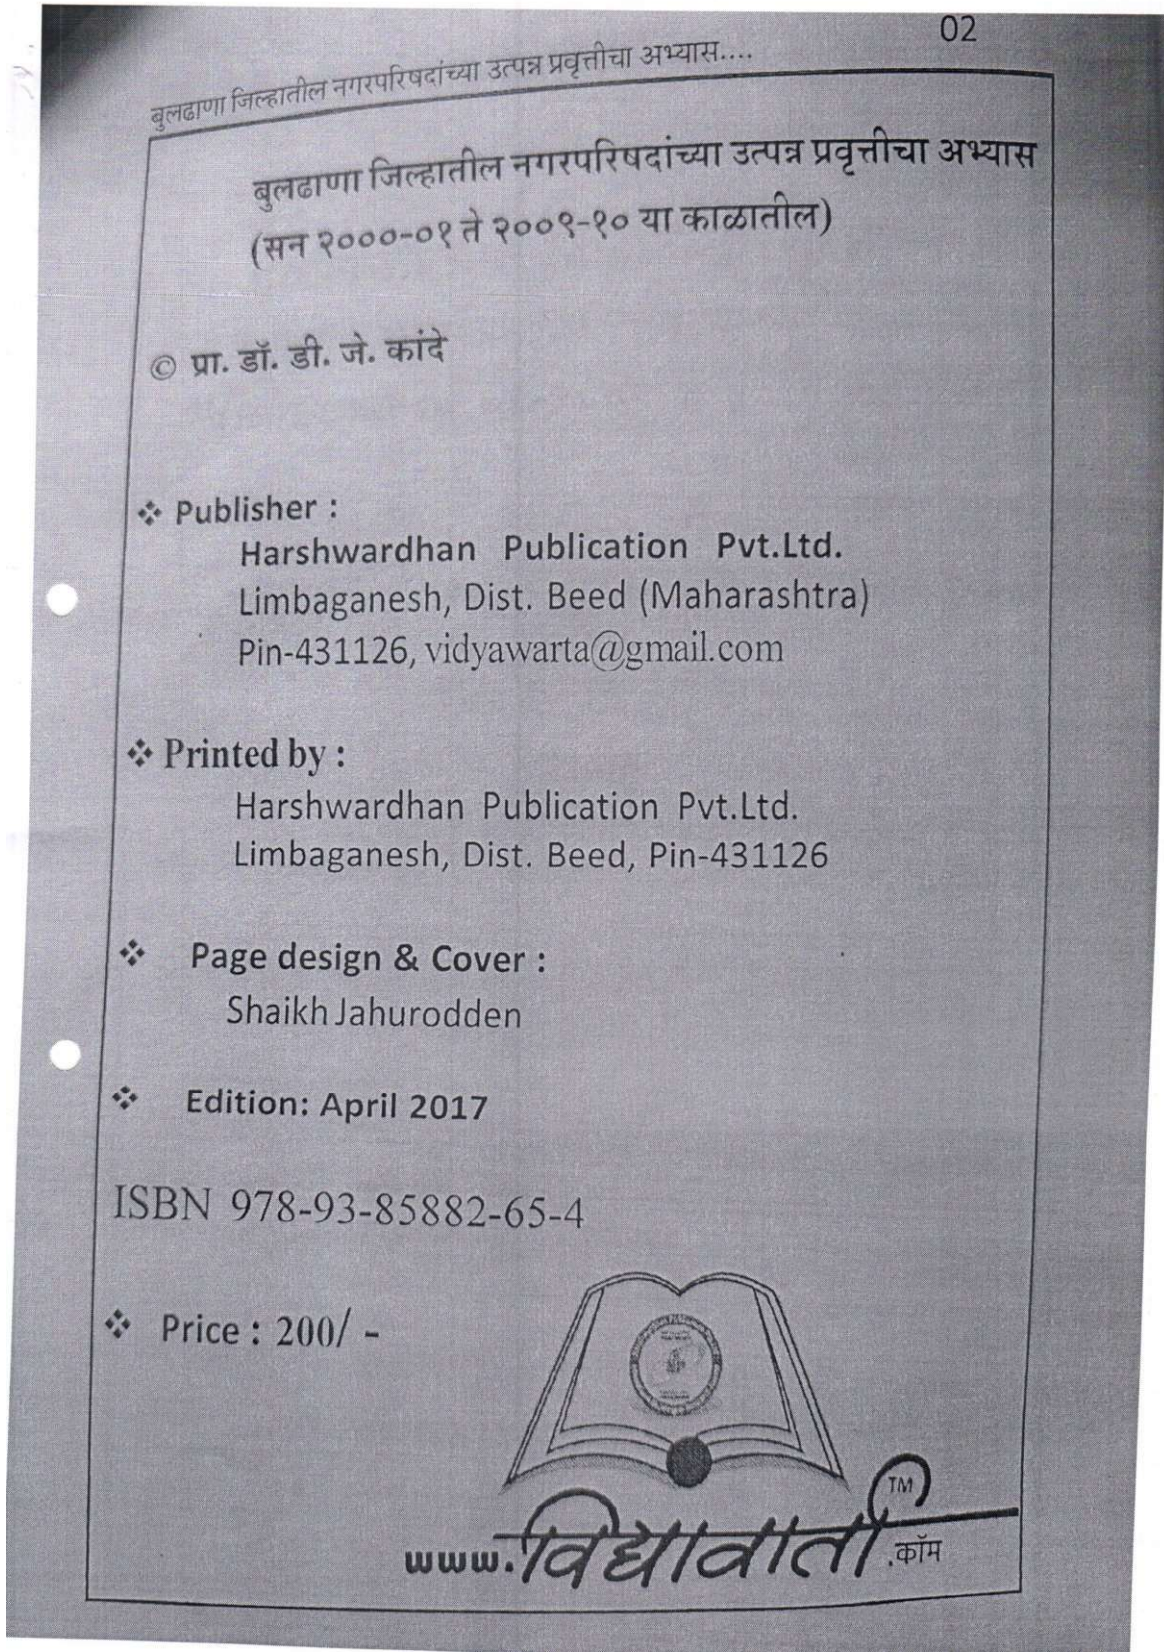 02
बुलढाणा जिल्हातील नगरपरिषदांच्या उत्पन्न प्रवृत्तीचा अभ्यास....
बुलढाणा जिल्हातील नगरपरिषदांच्या उत्पन्न प्रवृत्तीचा अभ्यास
(सन २०००-०१ ते २००९-१० या काळातील)
© प्रा. डॉ. डी. जे. कांदे
❖ Publisher :
Harshwardhan Publication Pvt.Ltd.
Limbaganesh, Dist. Beed (Maharashtra)
Pin-431126, vidyawarta@gmail.com
❖ Printed by :
Harshwardhan Publication Pvt.Ltd.
Limbaganesh, Dist. Beed, Pin-431126
❖ Page design & Cover :
Shaikh Jahurodden
❖ Edition: April 2017
ISBN 978-93-85882-65-4
❖ Price : 200/ -
TM
www.विद्यावार्ता.कॉम